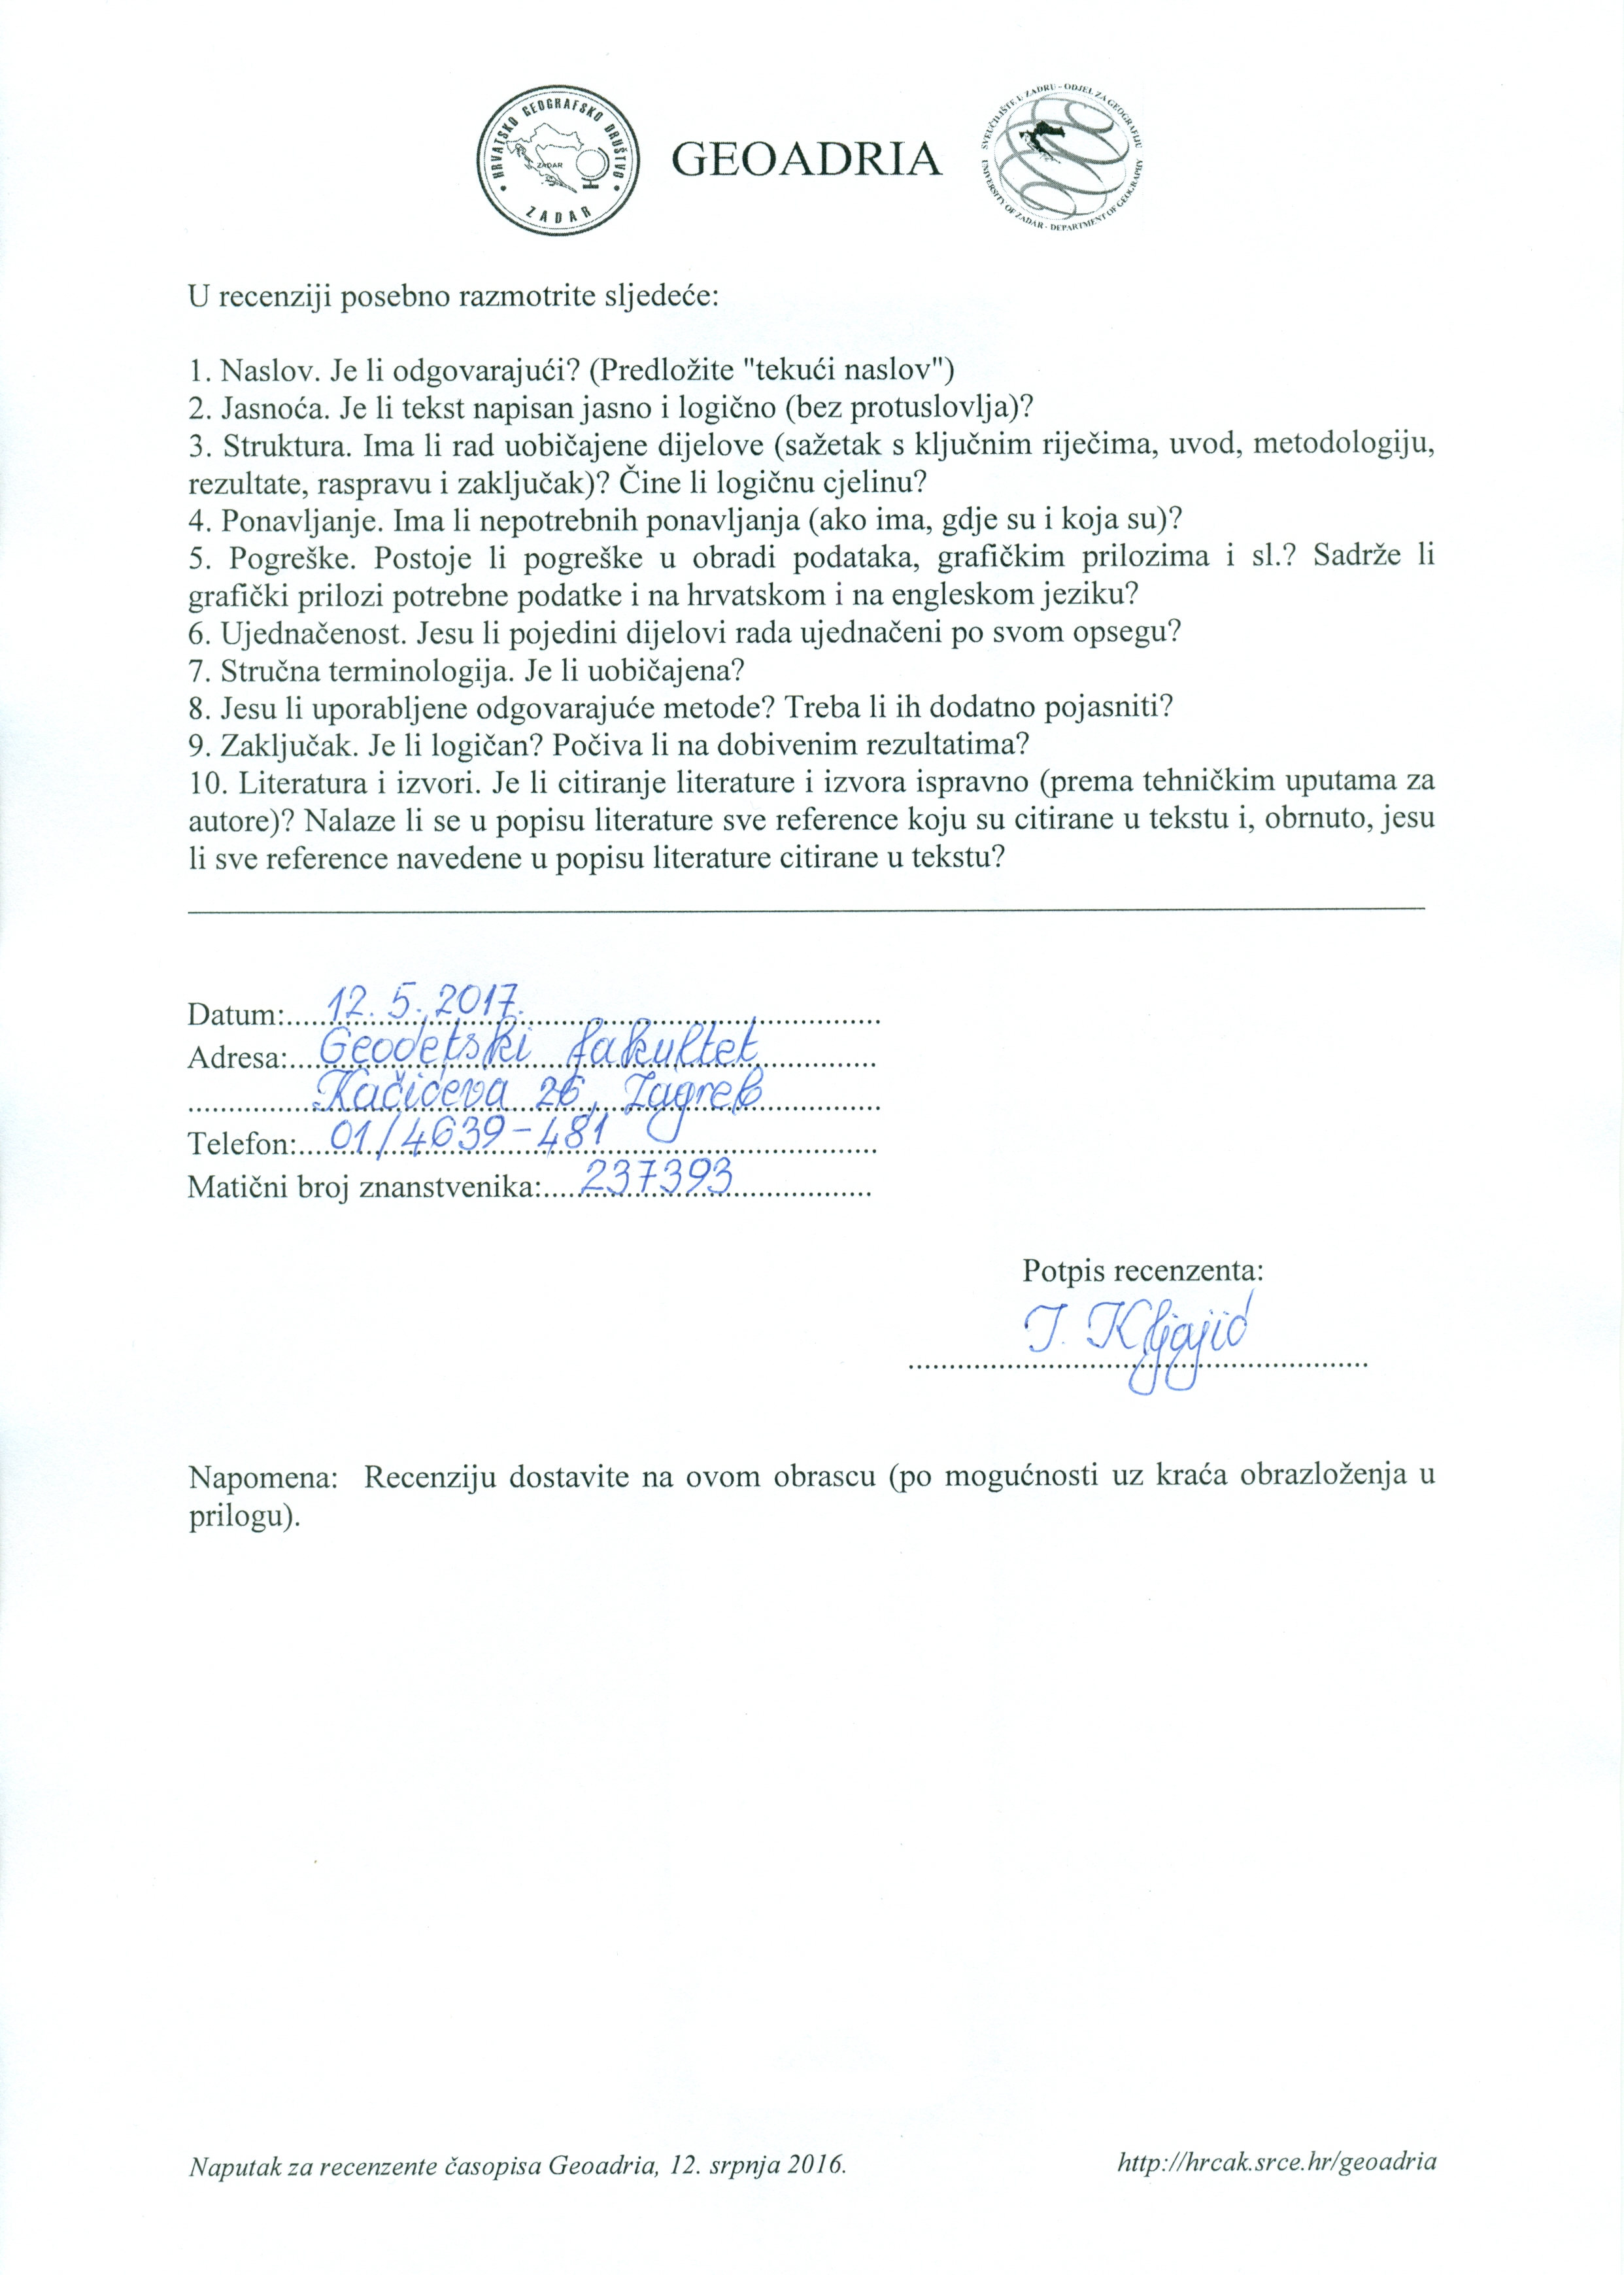 HRVATSKO GEOGRAFSKO DRUŠTVO
ZADAR
ZADAR
GEOADRIA
SVEUČILIŠTE U ZADRU - ODJEL ZA GEOGRAFIJU
UNIVERSITY OF ZADAR - DEPARTMENT OF GEOGRAPHY
U recenziji posebno razmotrite sljedeće:
1. Naslov. Je li odgovarajući? (Predložite "tekući naslov")
2. Jasnoća. Je li tekst napisan jasno i logično (bez protuslovlja)?
3. Struktura. Ima li rad uobičajene dijelove (sažetak s ključnim riječima, uvod, metodologiju,
rezultate, raspravu i zaključak)? Čine li logičnu cjelinu?
4. Ponavljanje. Ima li nepotrebnih ponavljanja (ako ima, gdje su i koja su)?
5. Pogreške. Postoje li pogreške u obradi podataka, grafičkim prilozima i sl.? Sadrže li
grafički prilozi potrebne podatke i na hrvatskom i na engleskom jeziku?
6. Ujednačenost. Jesu li pojedini dijelovi rada ujednačeni po svom opsegu?
7. Stručna terminologija. Je li uobičajena?
8. Jesu li uporabljene odgovarajuće metode? Treba li ih dodatno pojasniti?
9. Zaključak. Je li logičan? Počiva li na dobivenim rezultatima?
10. Literatura i izvori. Je li citiranje literature i izvora ispravno (prema tehničkim uputama za
autore)? Nalaze li se u popisu literature sve reference koju su citirane u tekstu i, obrnuto, jesu
li sve reference navedene u popisu literature citirane u tekstu?
Datum: 12. 5. 2017.
Adresa: Geodetski fakultet
Kačićeva 26, Zagreb
Telefon: 01/4639-481
Matični broj znanstvenika: 237393
Potpis recenzenta:
I. Kljajić
Napomena: Recenziju dostavite na ovom obrascu (po mogućnosti uz kraća obrazloženja u
prilogu).
Naputak za recenzente časopisa Geoadria, 12. srpnja 2016. http://hrcak.srce.hr/geoadria